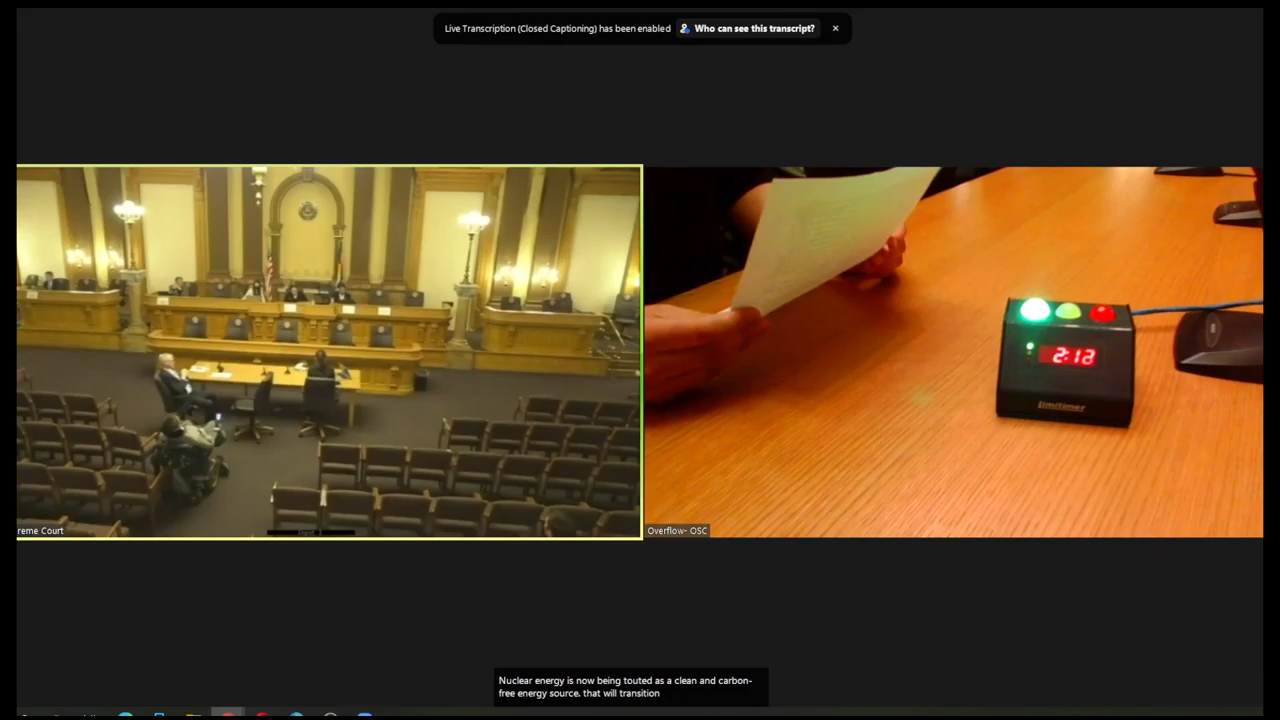 Live Transcription (Closed Captioning) has been enabled
Who can see this transcript?
reme Court
2:12
limitimer
Overflow- OSC
Nuclear energy is now being touted as a clean and carbon-
free energy source. that will transition